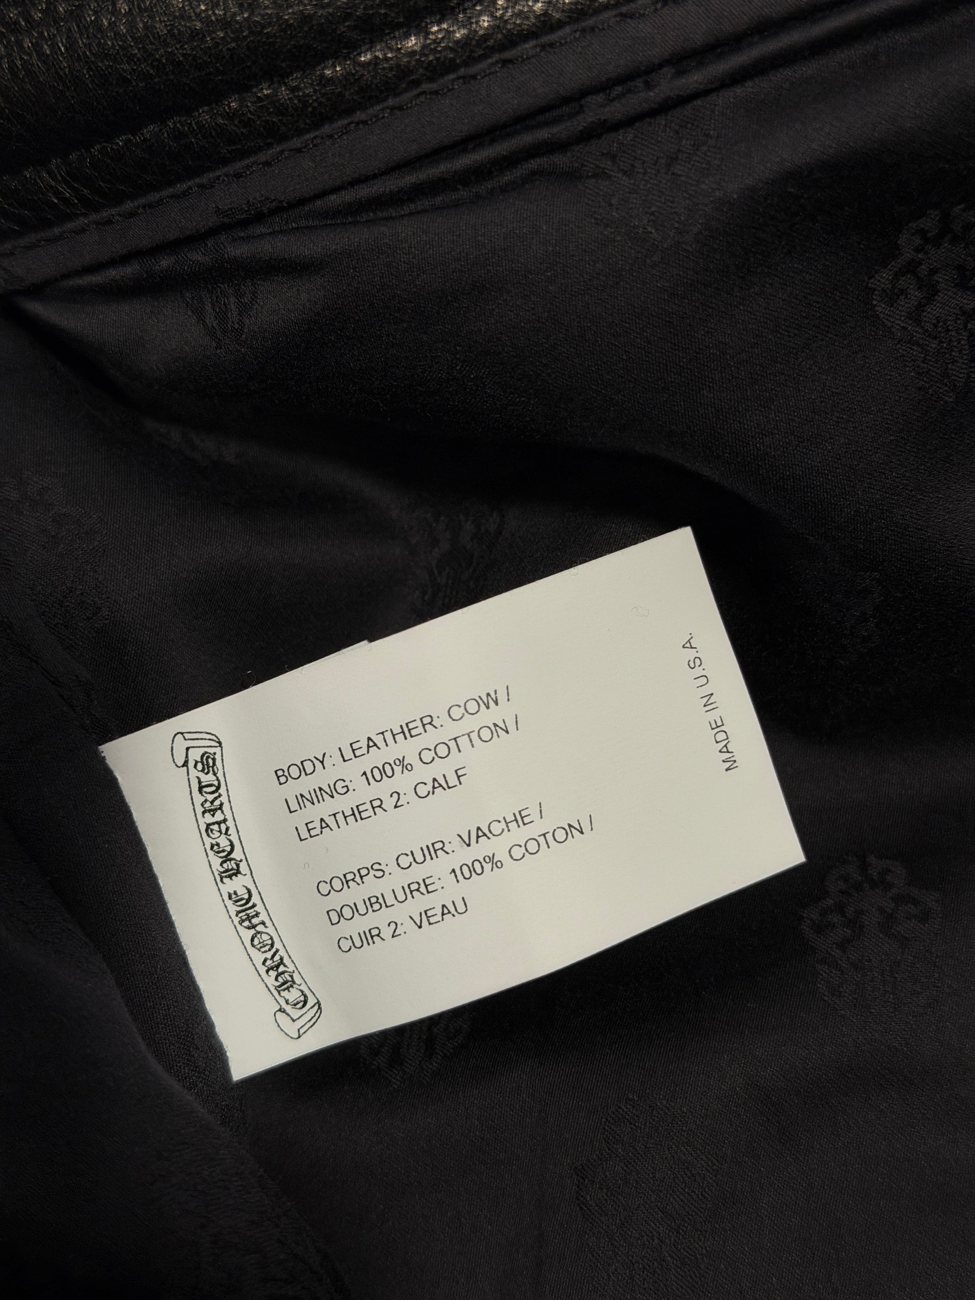 CHROME HEARTS
BODY: LEATHER: COW /
LINING: 100% COTTON /
LEATHER 2: CALF
CORPS: CUIR: VACHE /
DOUBLURE: 100% COTON /
CUIR 2: VEAU
MADE IN U.S.A.